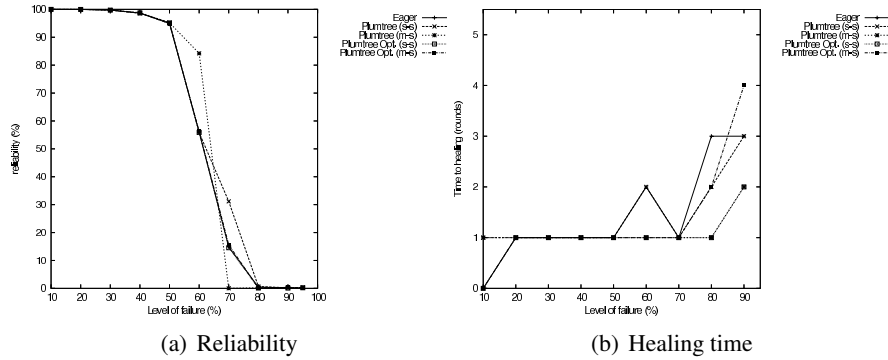 Eager
Plumtree (s-s)
Plumtree (m-s)
Plumtree Opt. (s-s)
Plumtree Opt. (m-s)
reliability (%)
100
90
80
70
60
50
40
30
20
10
0
10 20 30 40 50 60 70 80 90 100
Level of failure (%)
(a) Reliability
Eager
Plumtree (s-s)
Plumtree (m-s)
Plumtree Opt. (s-s)
Plumtree Opt. (m-s)
Time to healing (rounds)
5
4
3
2
1
0
10 20 30 40 50 60 70 80 90
Level of failure (%)
(b) Healing time